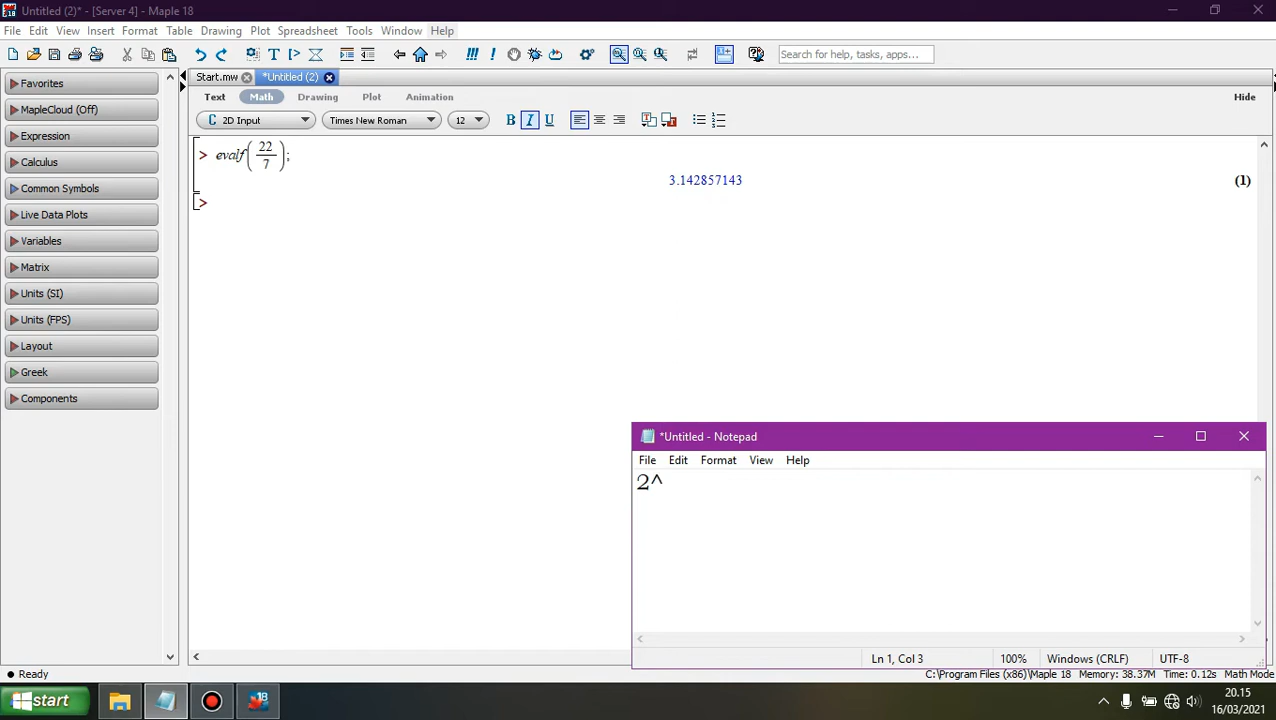 Untitled (2)* - [Server 4] - Maple 18
File Edit View Insert Format Table Drawing Plot Spreadsheet Tools Window Help
Search for help, tasks, apps...
Favorites
MapleCloud (Off)
Expression
Calculus
Common Symbols
Live Data Plots
Variables
Matrix
Units (SI)
Units (FPS)
Layout
Greek
Components
Start.mw *Untitled (2)
Text Math Drawing Plot Animation Hide
C 2D Input Times New Roman 12 B I U
> evalf(22/7);
3.142857143 (1)
>
*Untitled - Notepad
File Edit Format View Help
2^
Ln 1, Col 3 100% Windows (CRLF) UTF-8
Ready C:\Program Files (x86)\Maple 18 Memory: 38.37M Time: 0.12s Math Mode
start 18 20.15
16/03/2021